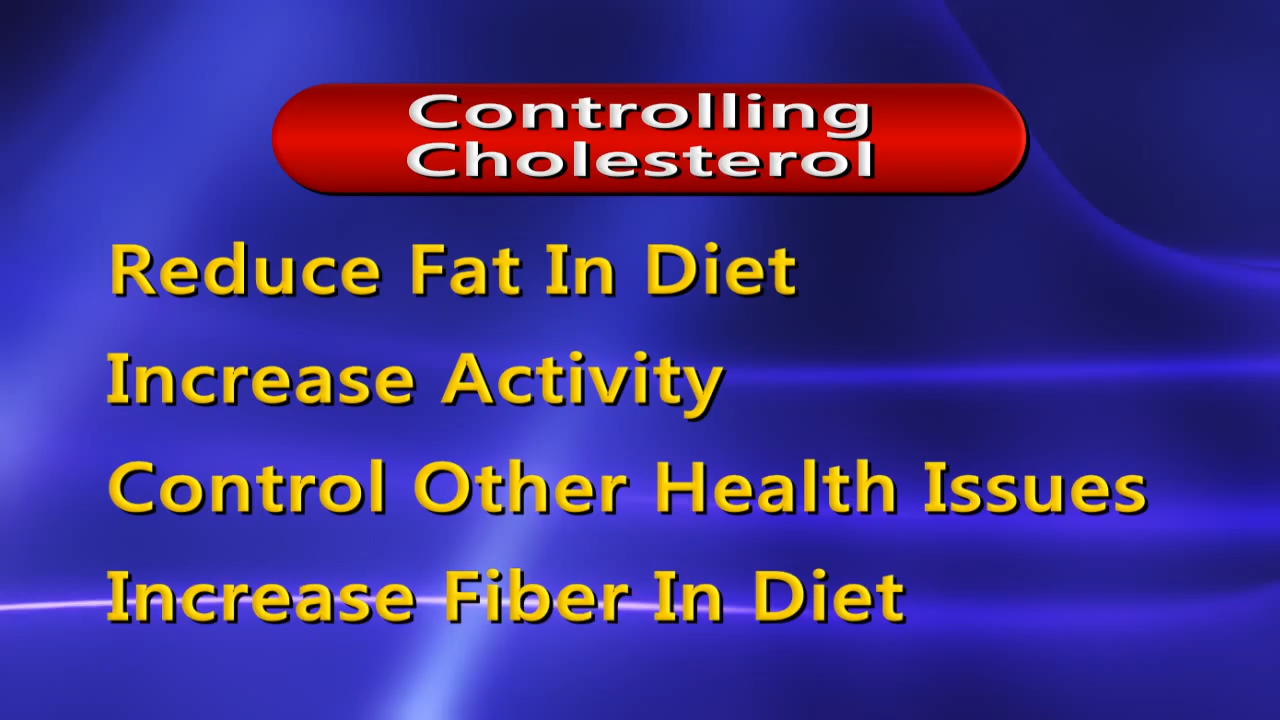 Controlling
Cholesterol
Reduce Fat In Diet
Increase Activity
Control Other Health Issues
Increase Fiber In Diet